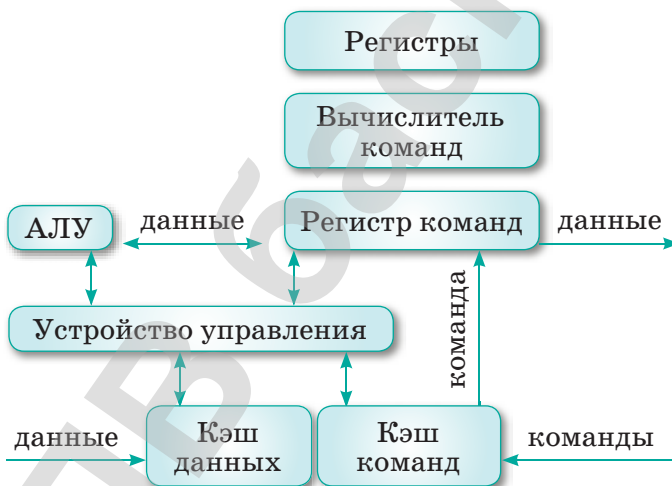 Регистры
Вычислитель
команд
АЛУ
данные
Регистр команд
данные
Устройство управления
команда
данные
Кэш
данных
Кэш
команд
команды